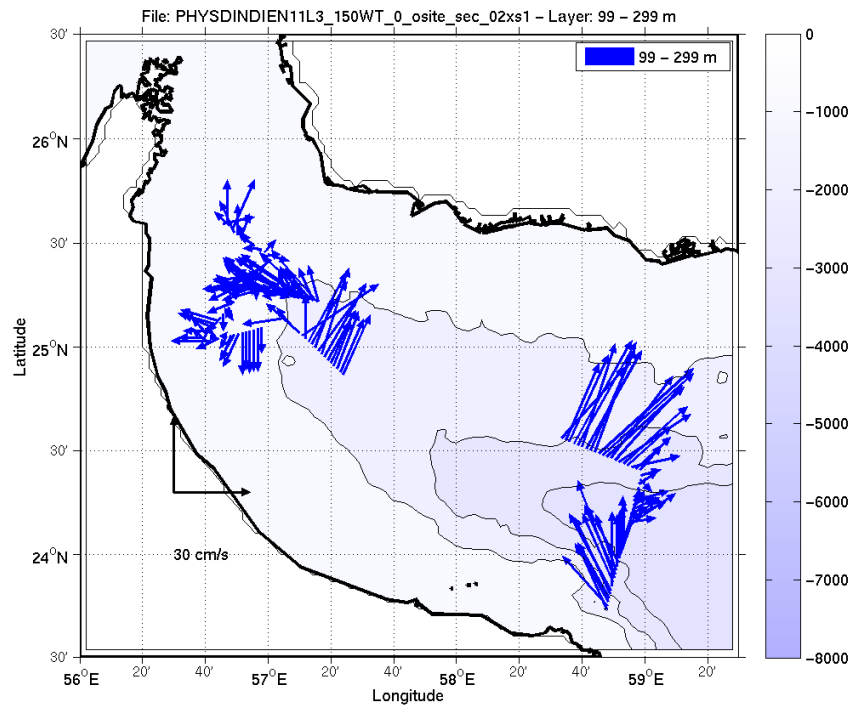 File: PHYSDINDIEN11L3_150WT_0_osite_sec_02xs1 – Layer: 99 – 299 m
99 – 299 m
30'
26°N
30'
25°N
30'
24°N
30'
Latitude
30 cm/s
56°E
20'
40'
57°E
20'
40'
58°E
20'
40'
59°E
20'
Longitude
0
−1000
−2000
−3000
−4000
−5000
−6000
−7000
−8000